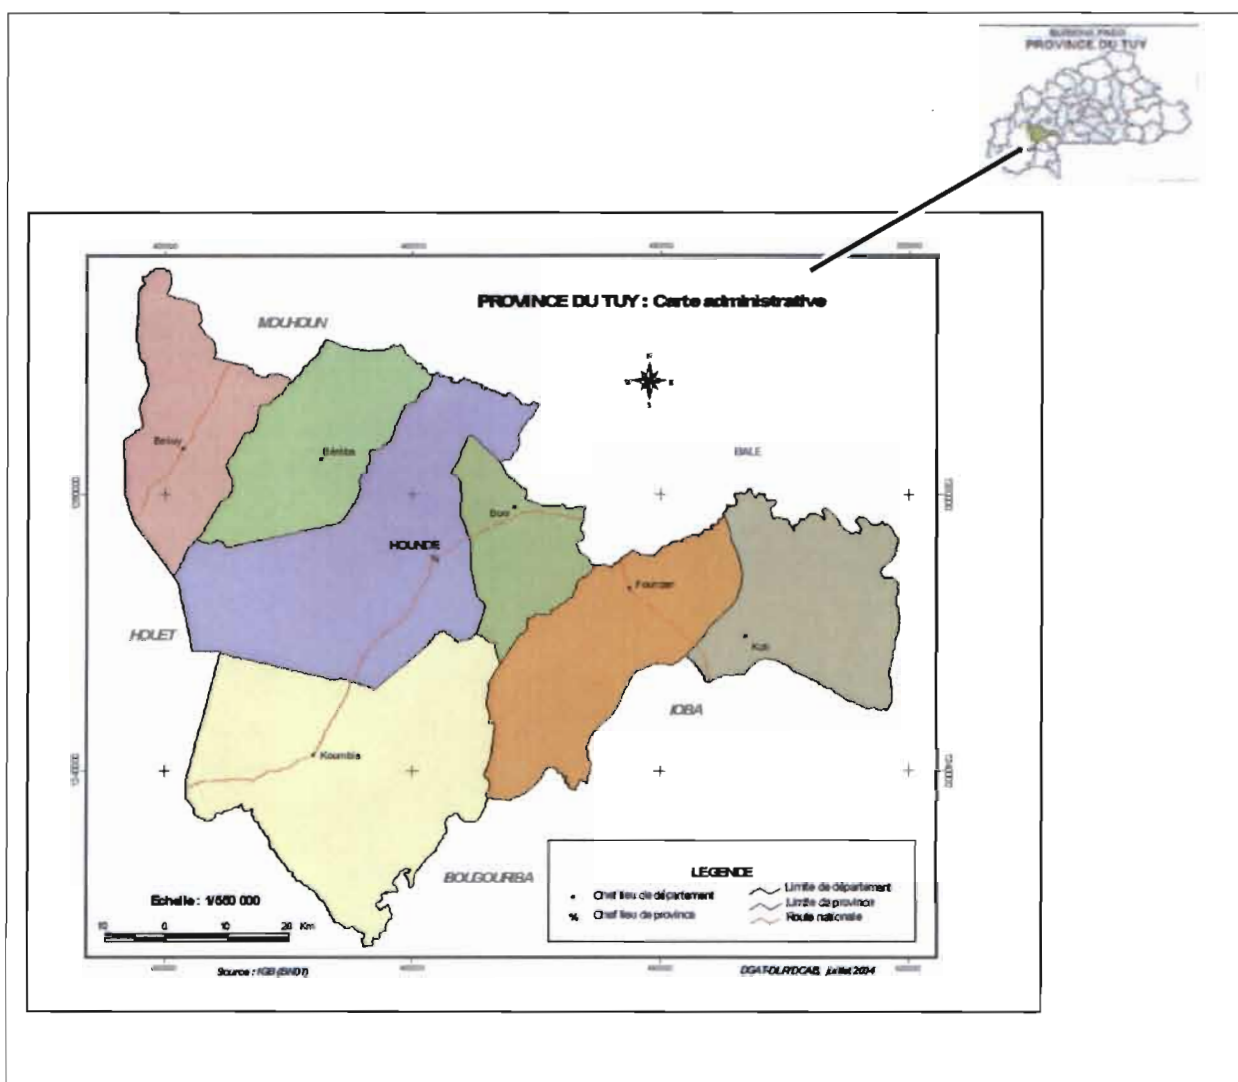 BURKINA FASO
PROVINCE DU TUY
PROVINCE DU TUY : Carte administrative
MOUHOUN
N
Bekuy
Béréba
BALE
Boni
HOUNDE
Founzan
HOUET
Koti
IOBA
Koumbia
BOUGOURIBA
LEGENDE
Chef lieu de département
Chef lieu de province
Limite de département
Limite de province
Route nationale
Echelle : 1/550 000
10 0 10 20 Km
Source : IGB (BNDT)
DGAT-DLR/DCAB, juillet 2004